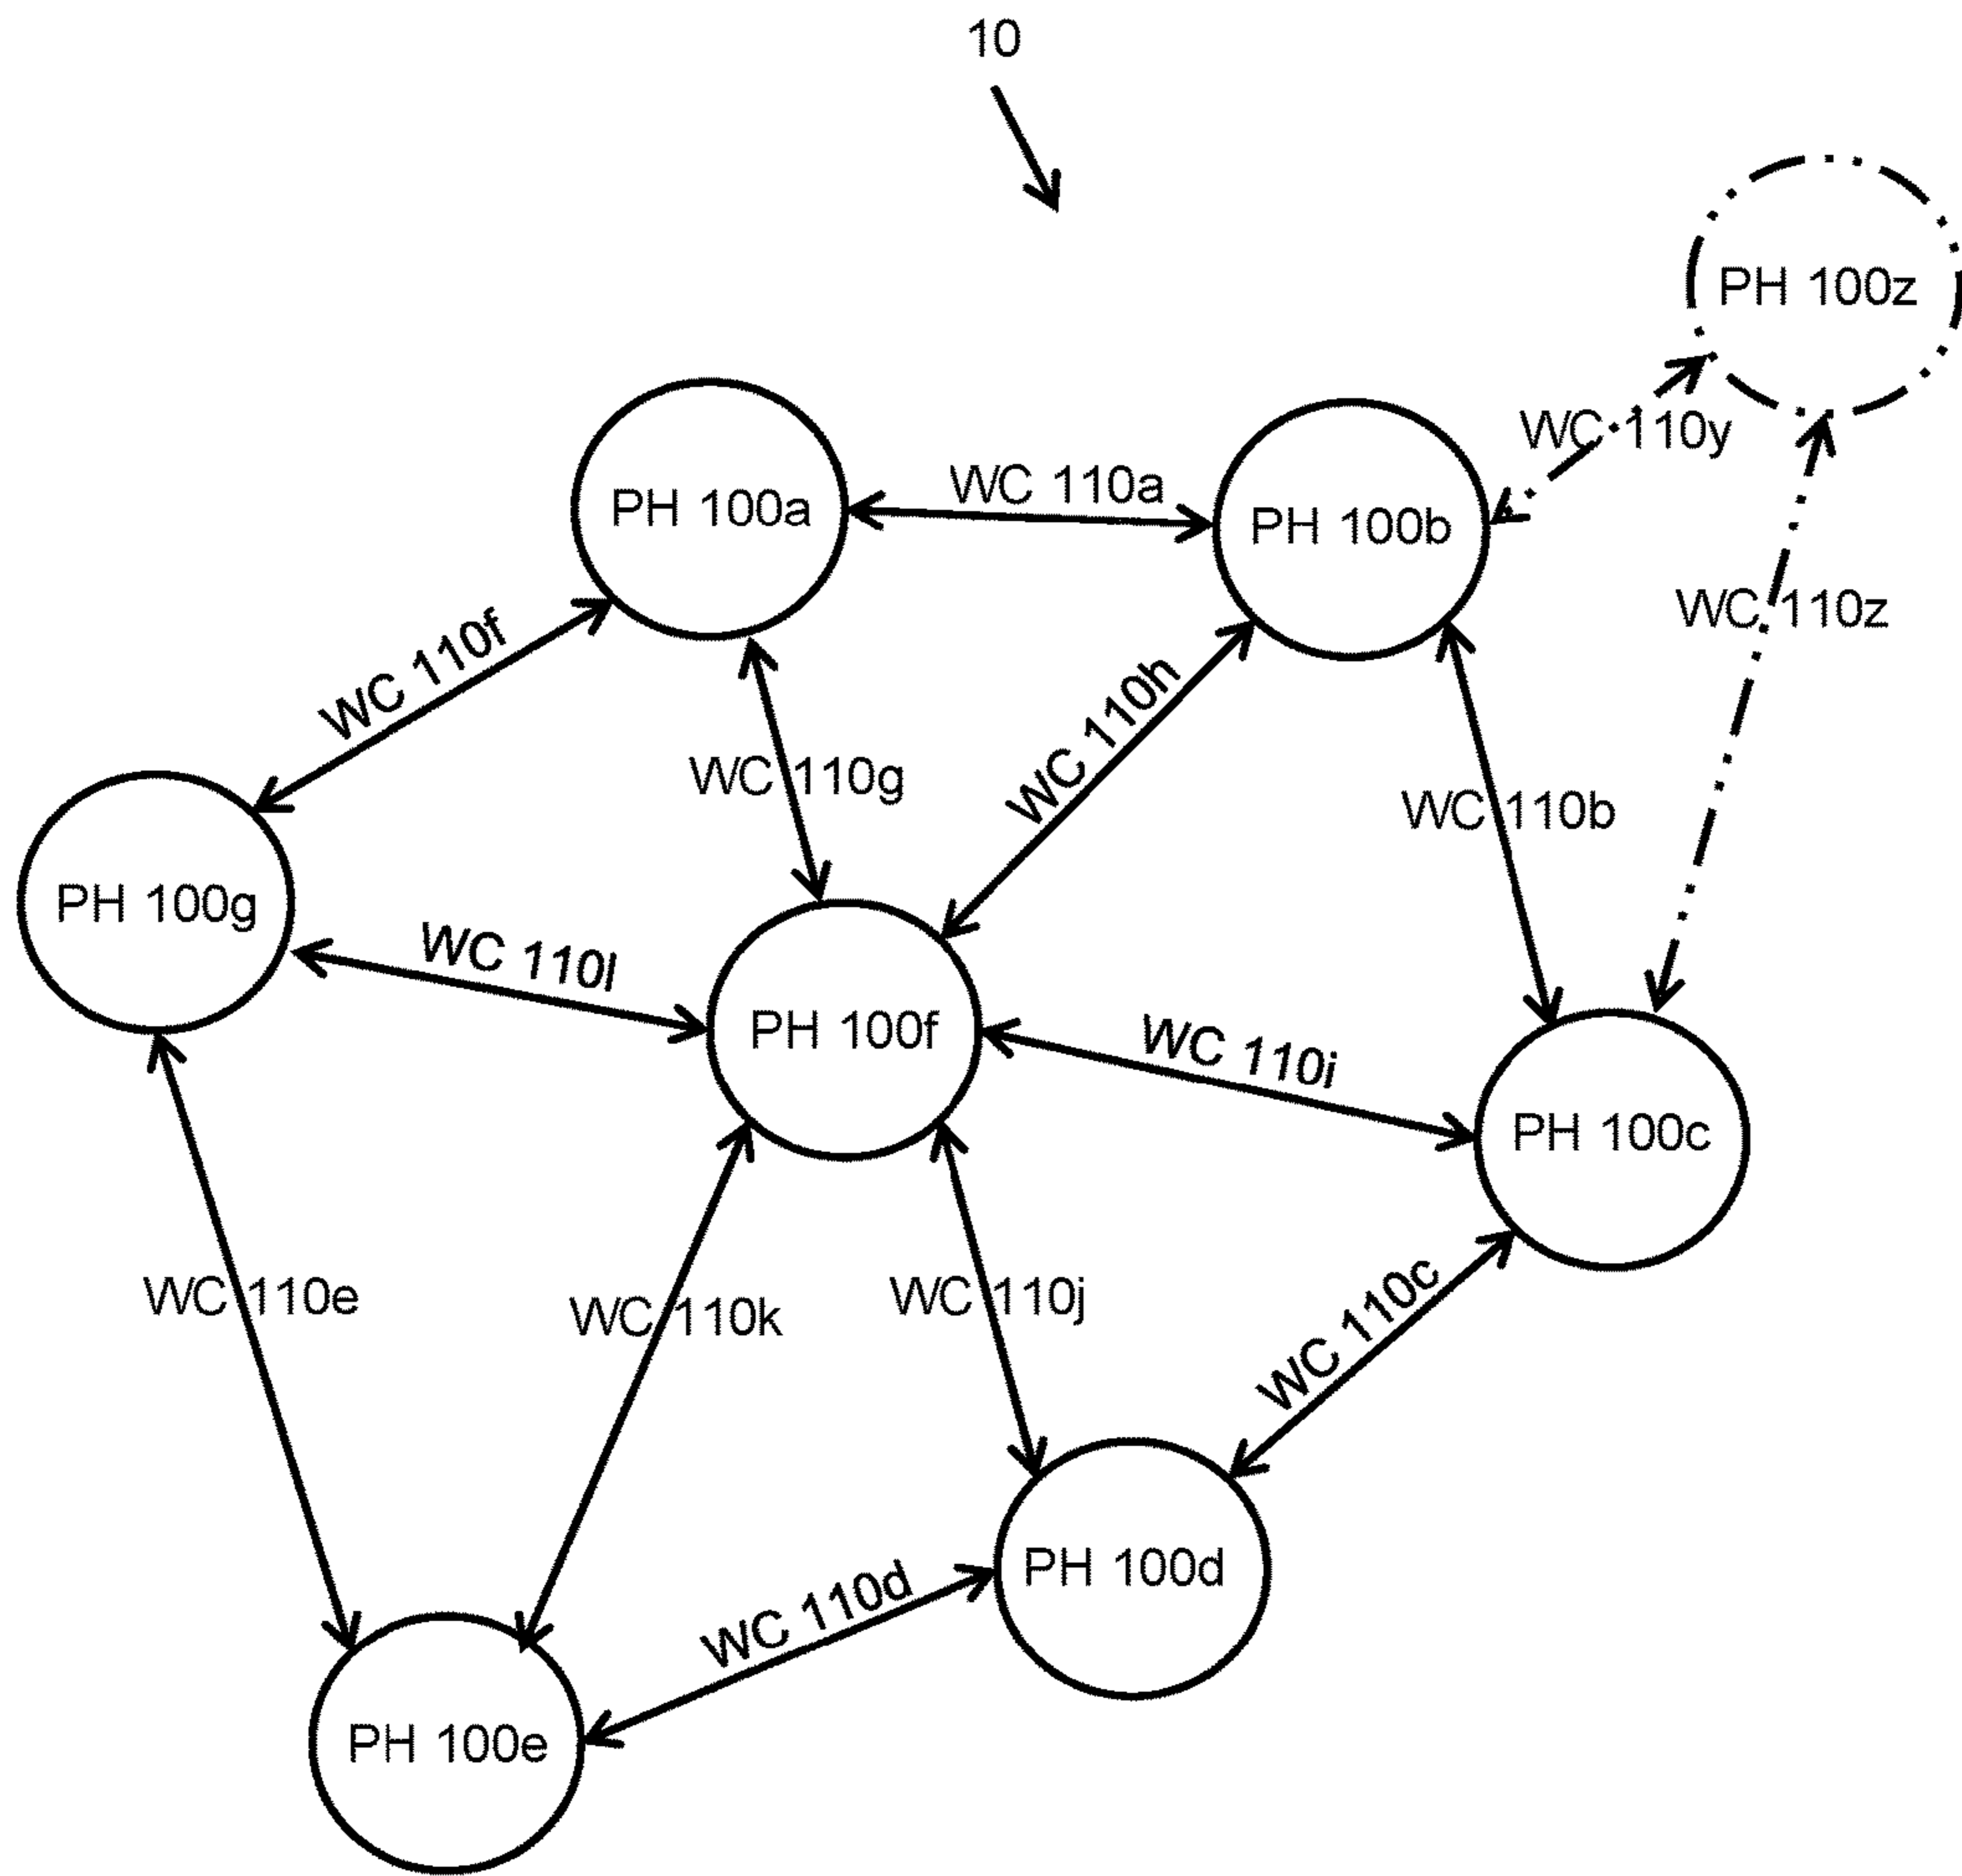 10
PH 100z
WC 110y
PH 100a
WC 110a
PH 100b
WC 110z
WC 110f
WC 110h
WC 110g
WC 110b
PH 100g
WC 110l
PH 100f
WC 110i
PH 100c
WC 110e
WC 110k
WC 110j
WC 110c
PH 100d
WC 110d
PH 100e